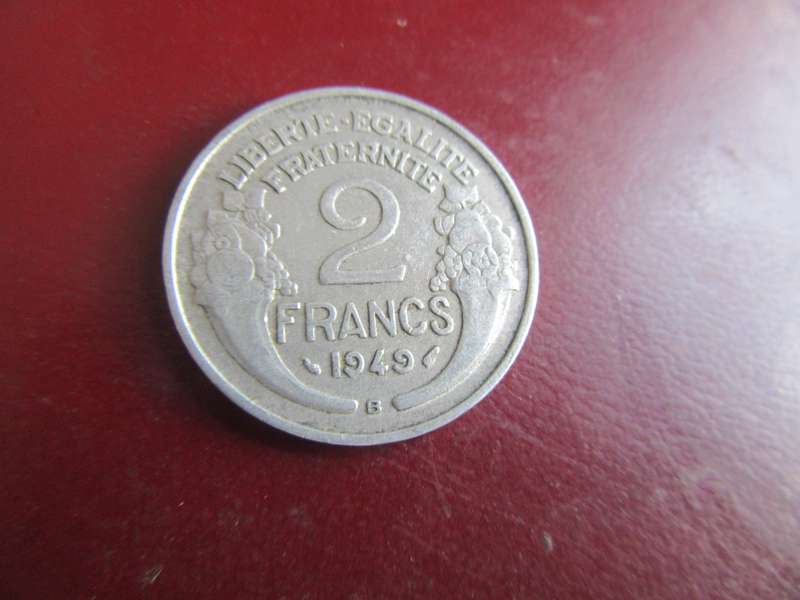 LIBERTE·EGALITE
FRATERNITE
2
FRANCS
1949
B